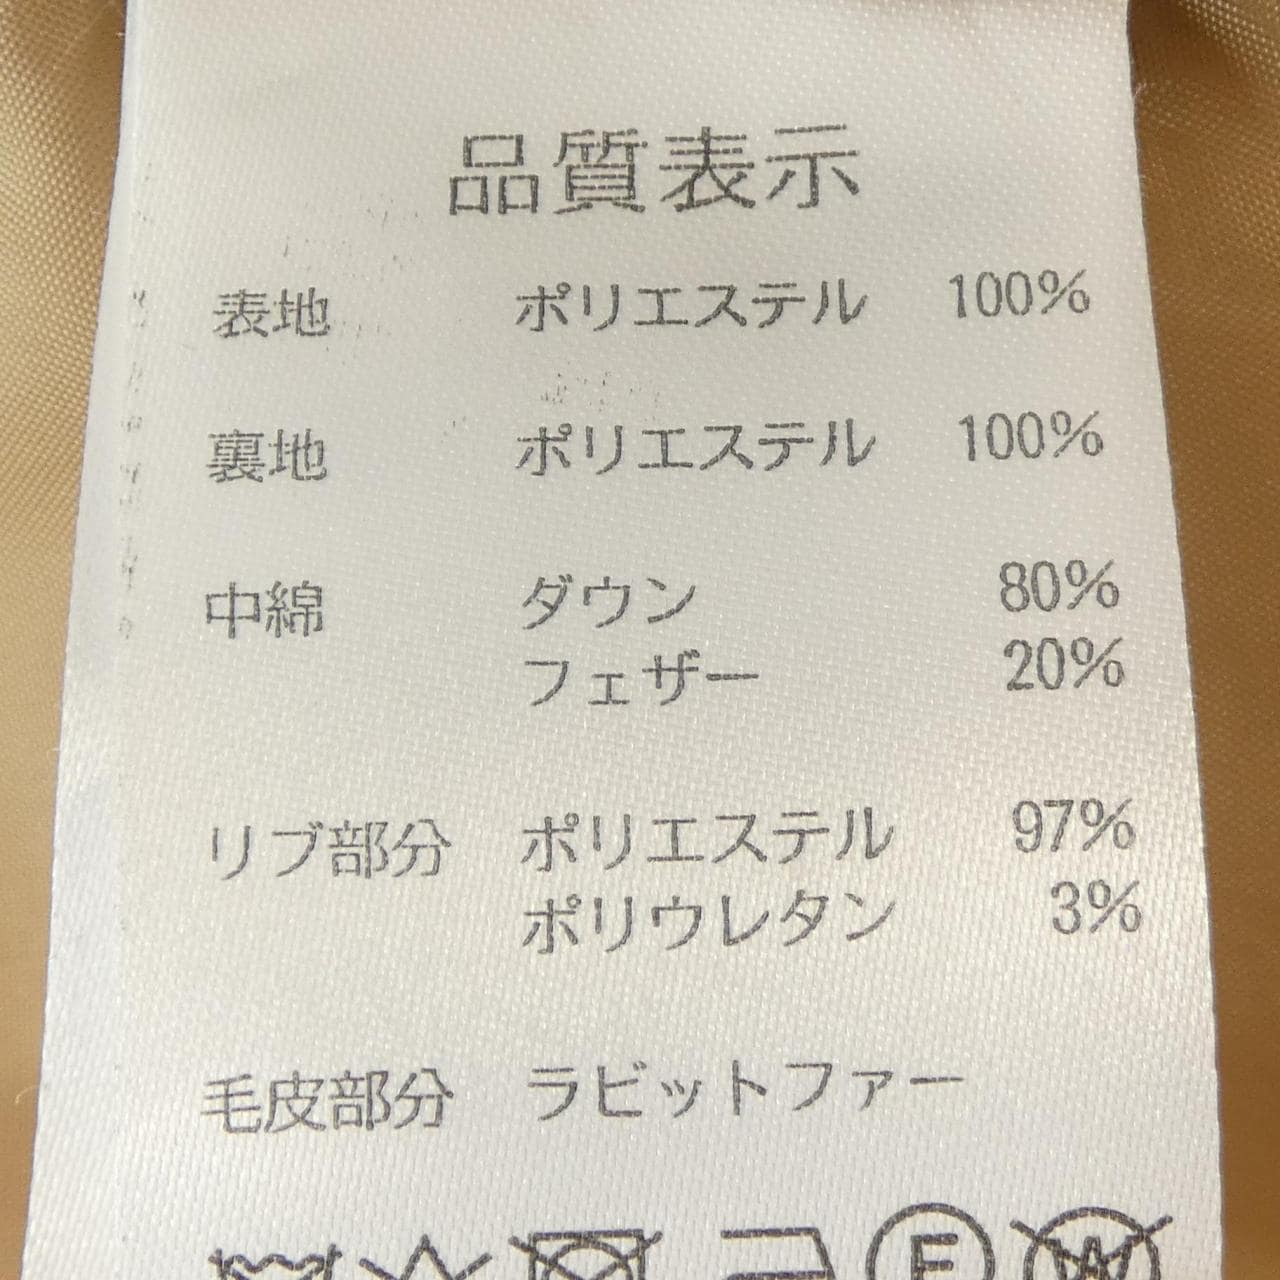 品質表示
表地 ポリエステル 100%
裏地 ポリエステル 100%
中綿 ダウン 80%
フェザー 20%
リブ部分 ポリエステル 97%
ポリウレタン 3%
毛皮部分 ラビットファー
F W